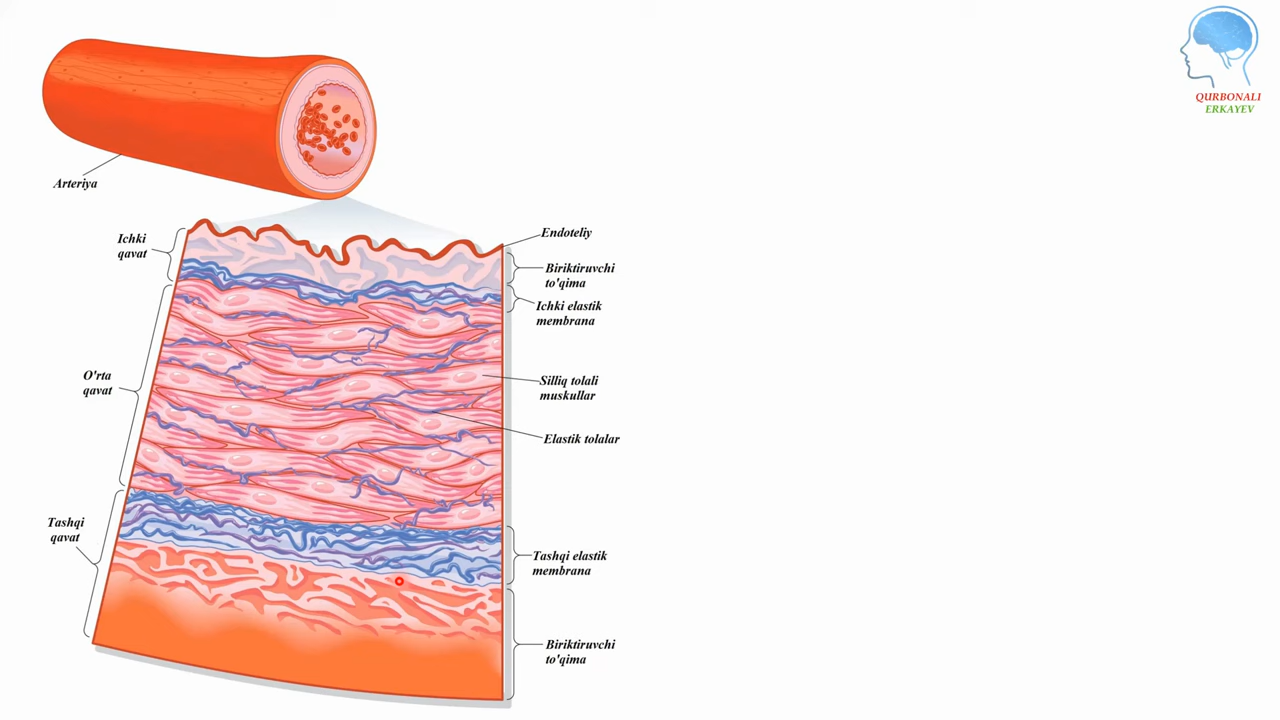 QURBONALI
ERKAYEV
Arteriya
Ichki
qavat
O'rta
qavat
Tashqi
qavat
Endoteliy
Biriktiruvchi
to'qima
Ichki elastik
membrana
Silliq tolali
muskullar
Elastik tolalar
Tashqi elastik
membrana
Biriktiruvchi
to'qima